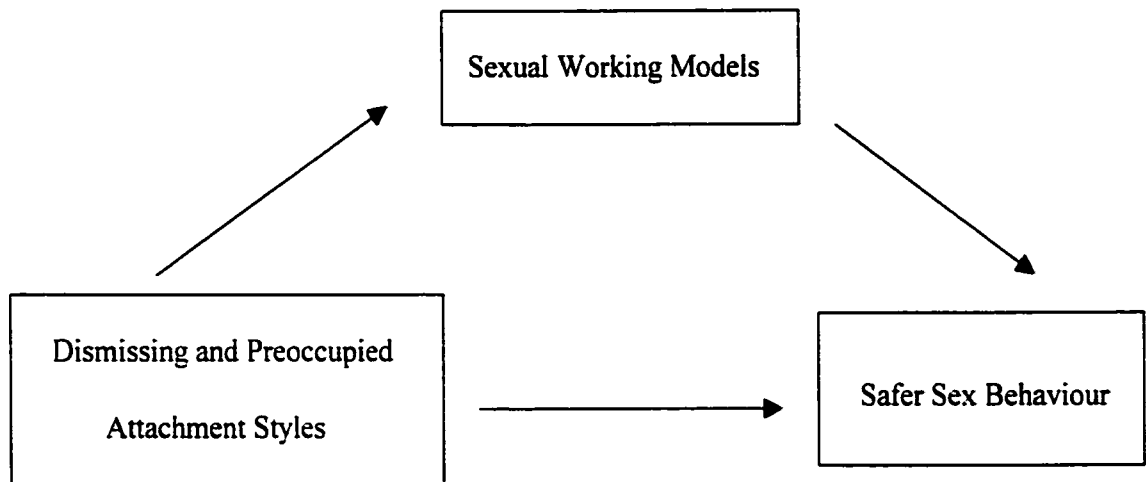 Sexual Working Models
Dismissing and Preoccupied
Attachment Styles
Safer Sex Behaviour